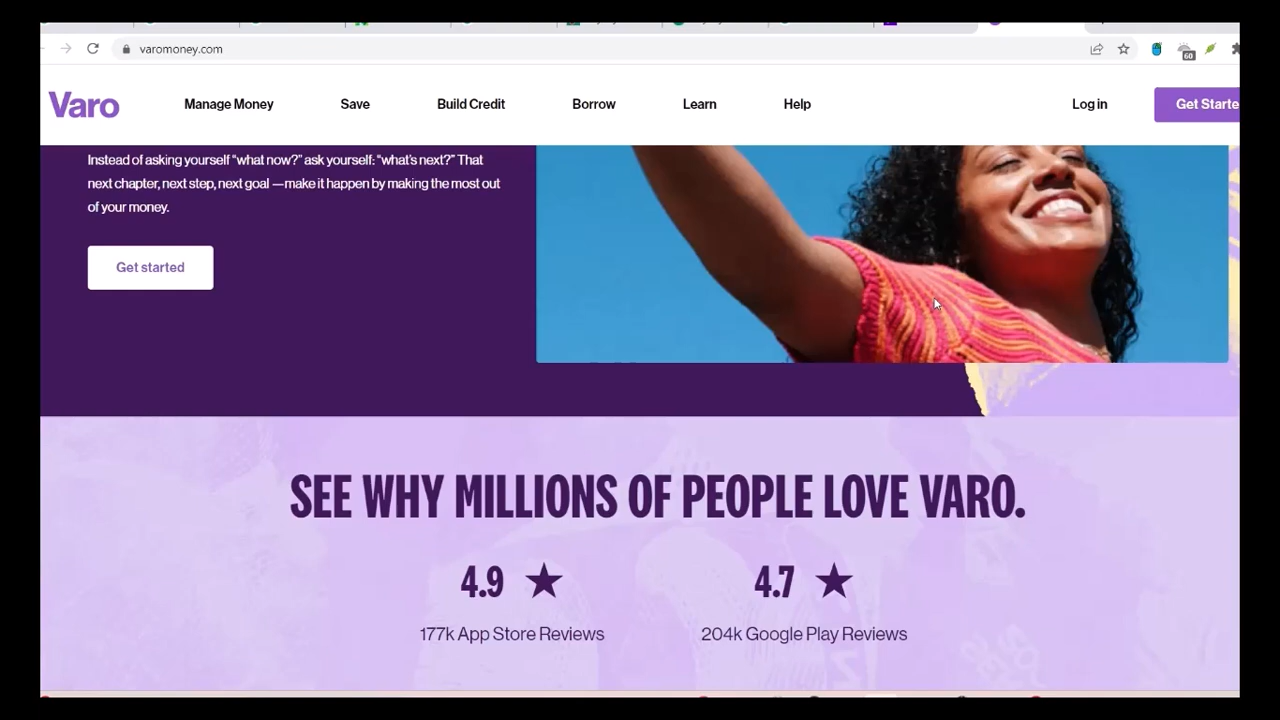 varomoney.com
60
Varo
Manage Money
Save
Build Credit
Borrow
Learn
Help
Log in
Get Starte
Instead of asking yourself “what now?” ask yourself: “what’s next?” That
next chapter, next step, next goal —make it happen by making the most out
of your money.
Get started
SEE WHY MILLIONS OF PEOPLE LOVE VARO.
4.9 ★
4.7 ★
177k App Store Reviews
204k Google Play Reviews